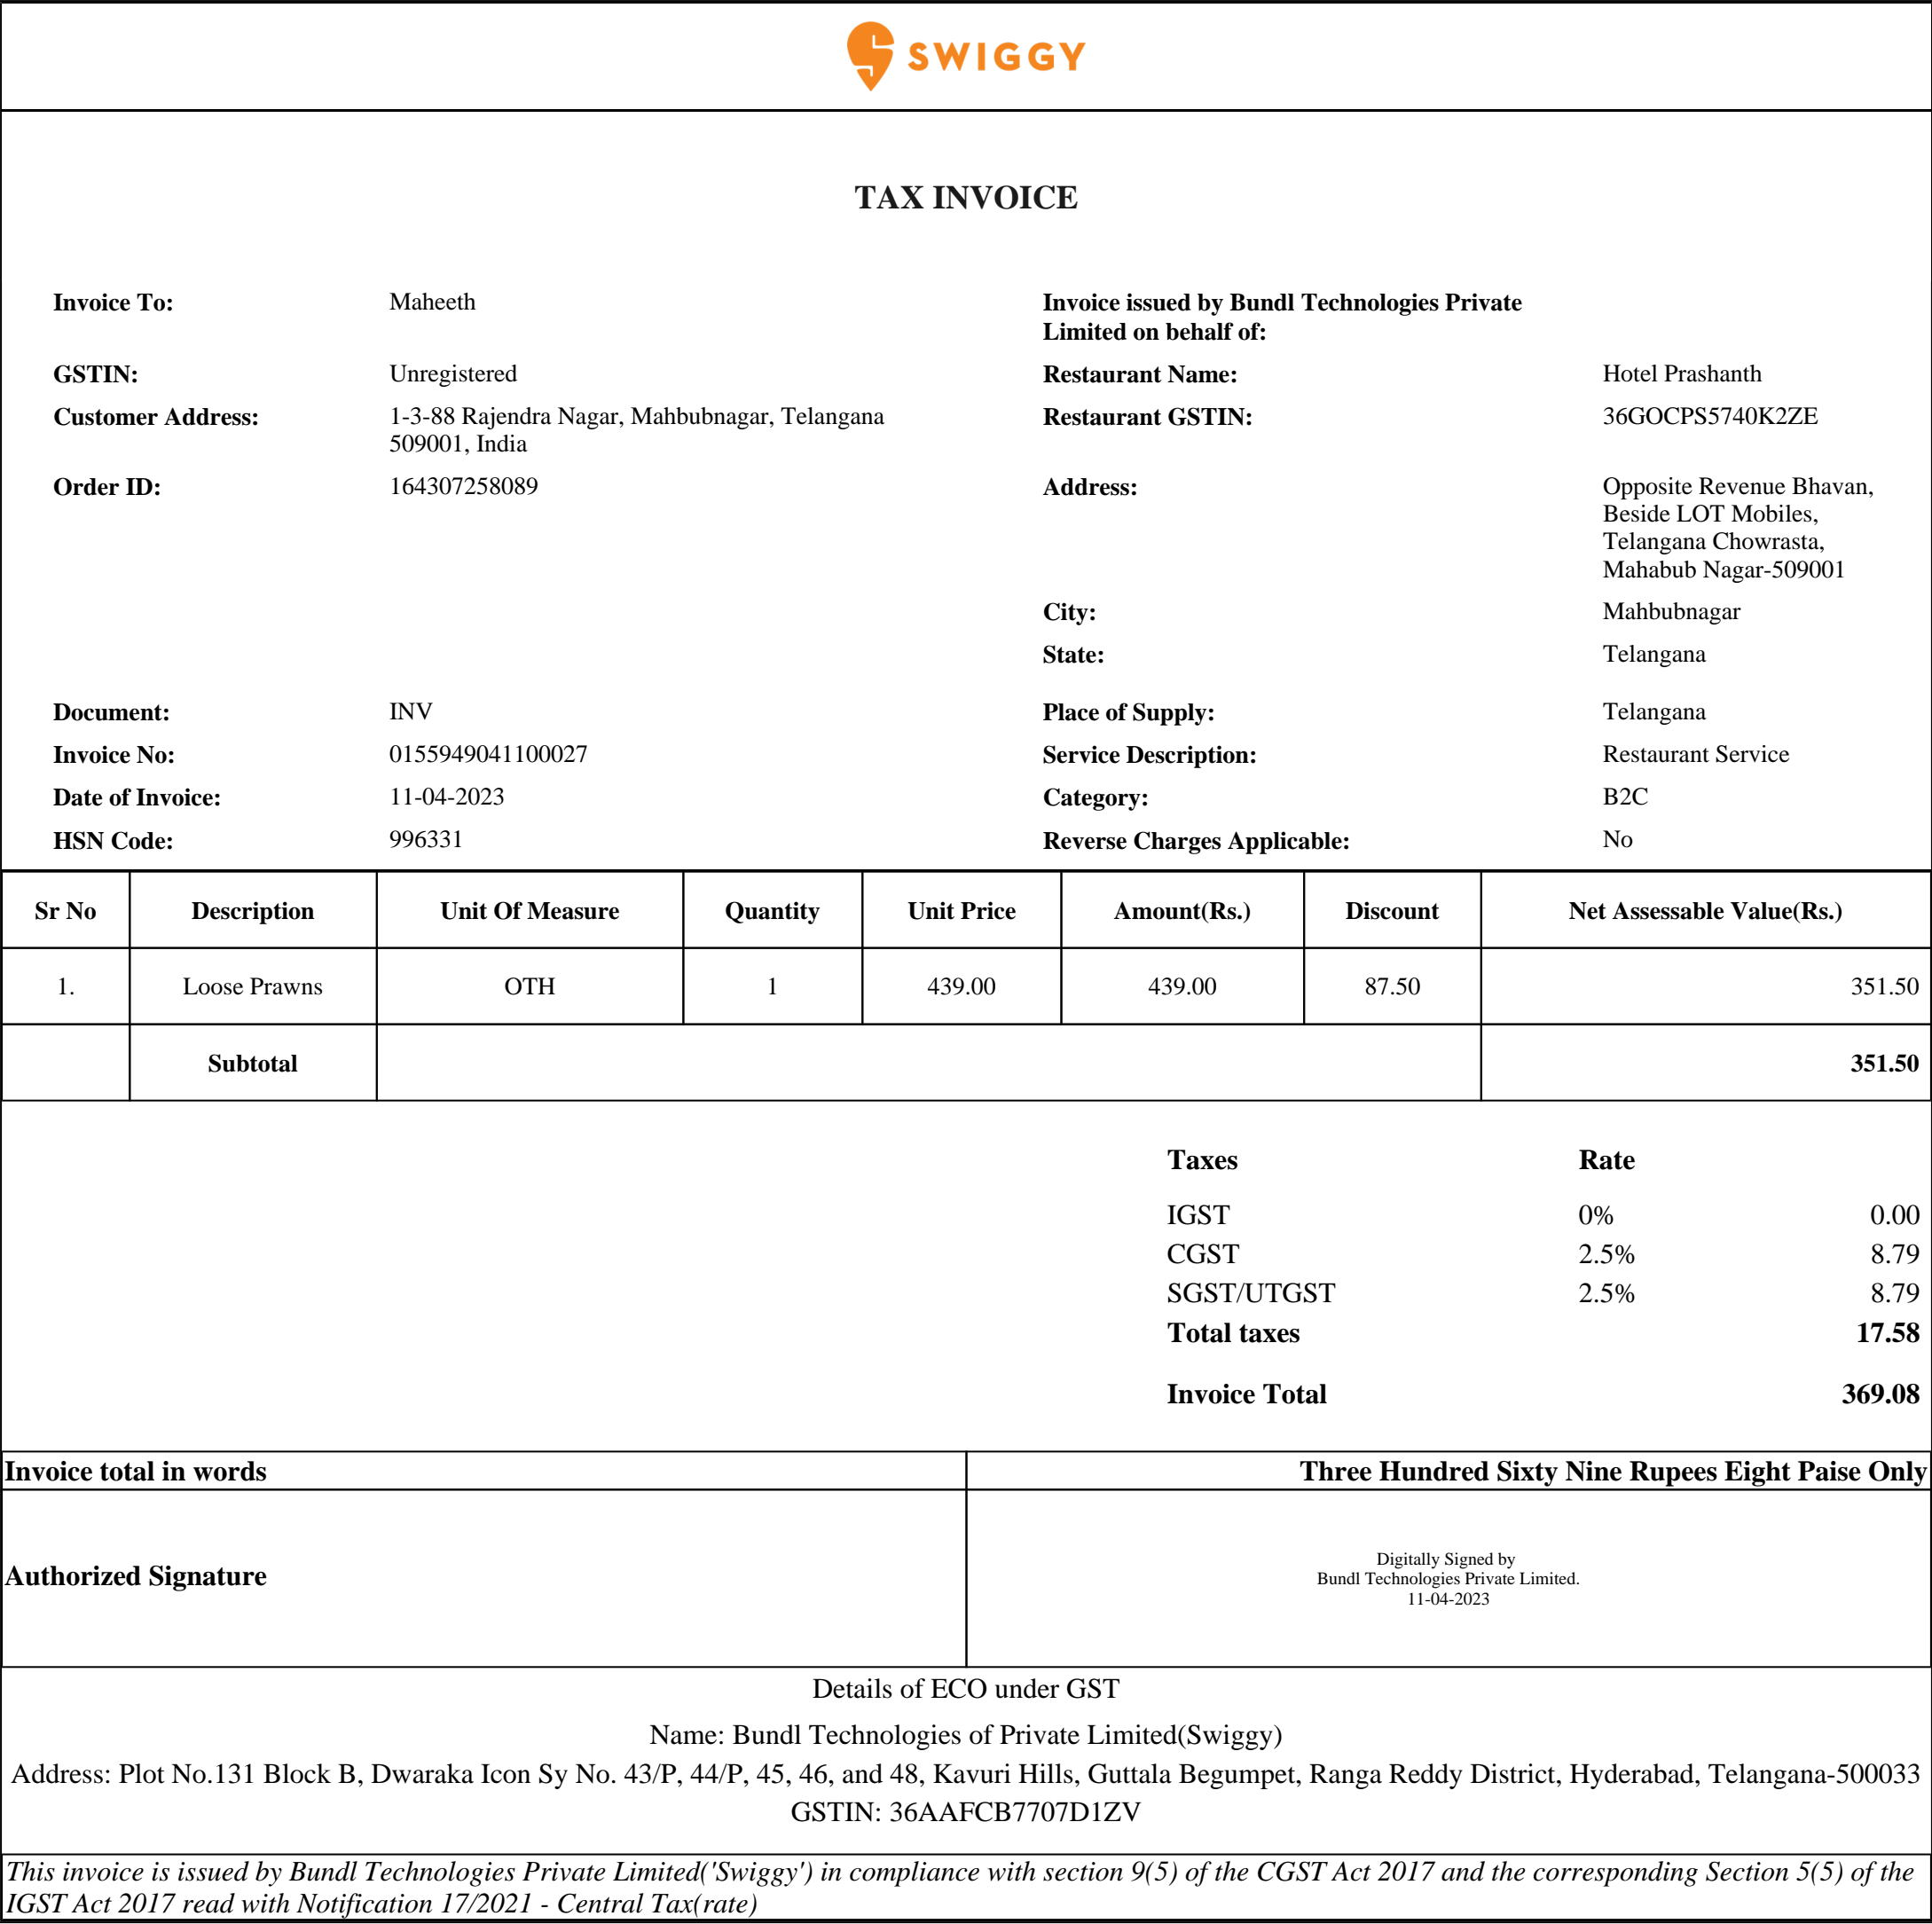 SWIGGY
TAX INVOICE
Invoice To: Maheeth Invoice issued by Bundl Technologies Private
Limited on behalf of:
GSTIN: Unregistered Restaurant Name: Hotel Prashanth
Customer Address: 1-3-88 Rajendra Nagar, Mahbubnagar, Telangana Restaurant GSTIN: 36GOCPS5740K2ZE
509001, India
Order ID: 164307258089 Address: Opposite Revenue Bhavan,
Beside LOT Mobiles,
Telangana Chowrasta,
Mahabub Nagar-509001
City: Mahbubnagar
State: Telangana
Document: INV Place of Supply: Telangana
Invoice No: 0155949041100027 Service Description: Restaurant Service
Date of Invoice: 11-04-2023 Category: B2C
HSN Code: 996331 Reverse Charges Applicable: No
Sr No Description Unit Of Measure Quantity Unit Price Amount(Rs.) Discount Net Assessable Value(Rs.)
1. Loose Prawns OTH 1 439.00 439.00 87.50 351.50
Subtotal 351.50
Taxes Rate
IGST 0% 0.00
CGST 2.5% 8.79
SGST/UTGST 2.5% 8.79
Total taxes 17.58
Invoice Total 369.08
Invoice total in words Three Hundred Sixty Nine Rupees Eight Paise Only
Authorized Signature
Digitally Signed by
Bundl Technologies Private Limited.
11-04-2023
Details of ECO under GST
Name: Bundl Technologies of Private Limited(Swiggy)
Address: Plot No.131 Block B, Dwaraka Icon Sy No. 43/P, 44/P, 45, 46, and 48, Kavuri Hills, Guttala Begumpet, Ranga Reddy District, Hyderabad, Telangana-500033
GSTIN: 36AAFCB7707D1ZV
This invoice is issued by Bundl Technologies Private Limited('Swiggy') in compliance with section 9(5) of the CGST Act 2017 and the corresponding Section 5(5) of the
IGST Act 2017 read with Notification 17/2021 - Central Tax(rate)